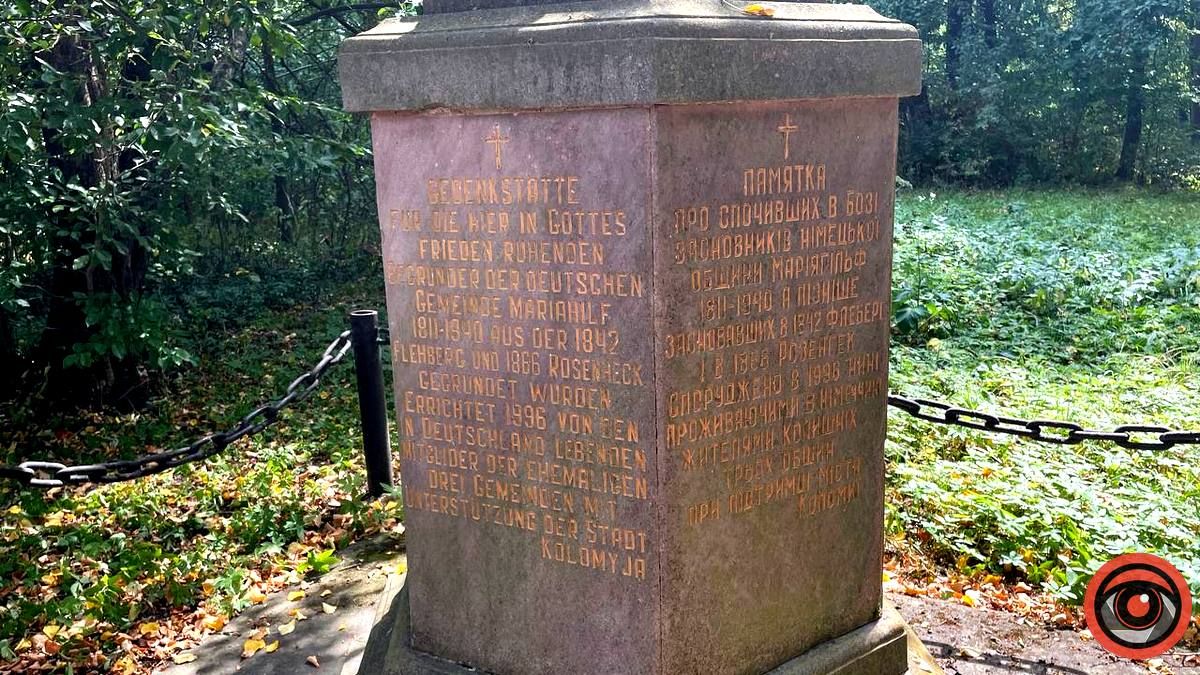 GEDENKSTÄTTE
FÜR DIE HIER IN GOTTES
FRIEDEN RUHENDEN
BEGRÜNDER DER DEUTSCHEN
GEMEINDE MARIAHILF
1811-1940 AUS DER 1842
FLEHBERG UND 1866 ROSENHECK
GEGRÜNDET WURDEN
ERRICHTET 1996 VON DEN
IN DEUTSCHLAND LEBENDEN
MITGLIDER DER EHEMALIGEN
DREI GEMEINDEN MIT
UNTERSTÜTZUNG DER STADT
KOLOMYJA
ПАМЯТКА
ПРО СПОЧИВШИХ В БОЗІ
ЗАСНОВНИКІВ НІМЕЦЬКОЇ
ОБЩИНИ МАРІЯГІЛЬФ
1811-1940 А ПІЗНІШЕ
ЗАСНОВАВШИХ В 1842 ФЛЕБЕРГ
І В 1866 РОЗЕНГЕК
СПОРУДЖЕНО В 1996 НИНІ
ПРОЖИВАЮЧИМИ В НІМЕЧЧИНІ
ЖИТЕЛЯМИ КОЛИШНІХ
ТРЬОХ ОБЩИН
ПРИ ПІДТРИМЦІ МІСТА
КОЛОМИЇ